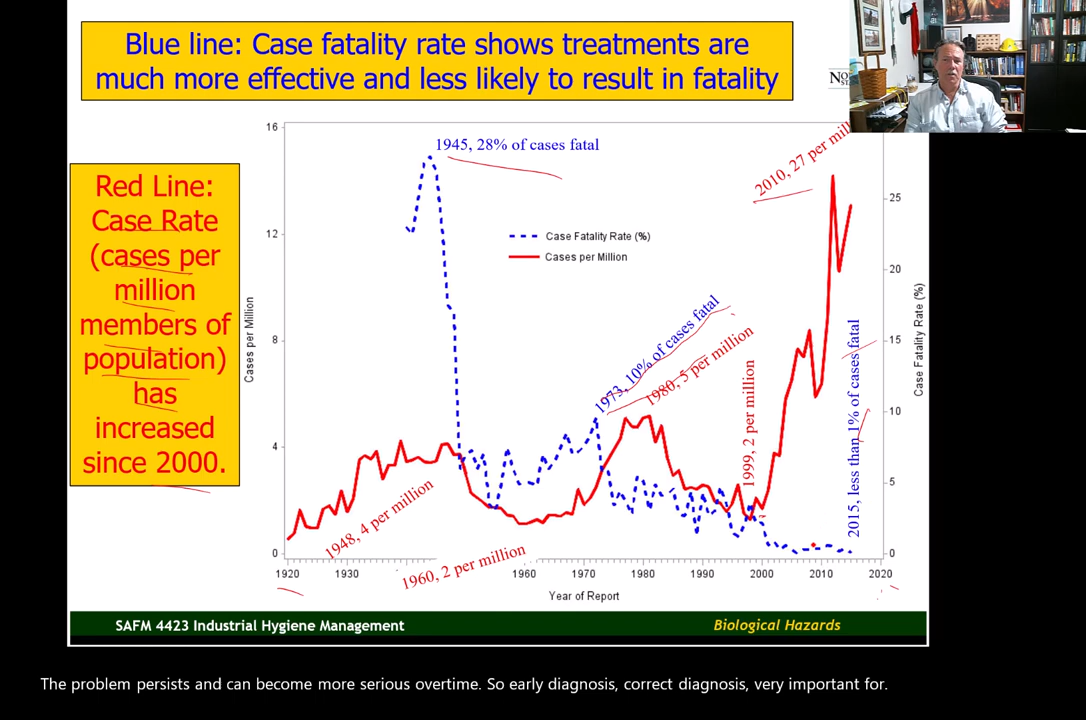 Blue line: Case fatality rate shows treatments are
much more effective and less likely to result in fatality
Red Line:
Case Rate
(cases per
million
members of
population)
has
increased
since 2000.
16
12
8
4
0
Cases per Million
1945, 28% of cases fatal
2010, 27 per mill
Case Fatality Rate (%)
Cases per Million
1973, 10% of cases fatal
1980, 5 per million
1999, 2 per million
2015, less than 1% of cases fatal
1948, 4 per million
1960, 2 per million
25
20
15
10
5
0
Case Fatality Rate (%)
1920 1930 1960 1970 1980 1990 2000 2010 2020
Year of Report
SAFM 4423 Industrial Hygiene Management
Biological Hazards
The problem persists and can become more serious overtime. So early diagnosis, correct diagnosis, very important for.